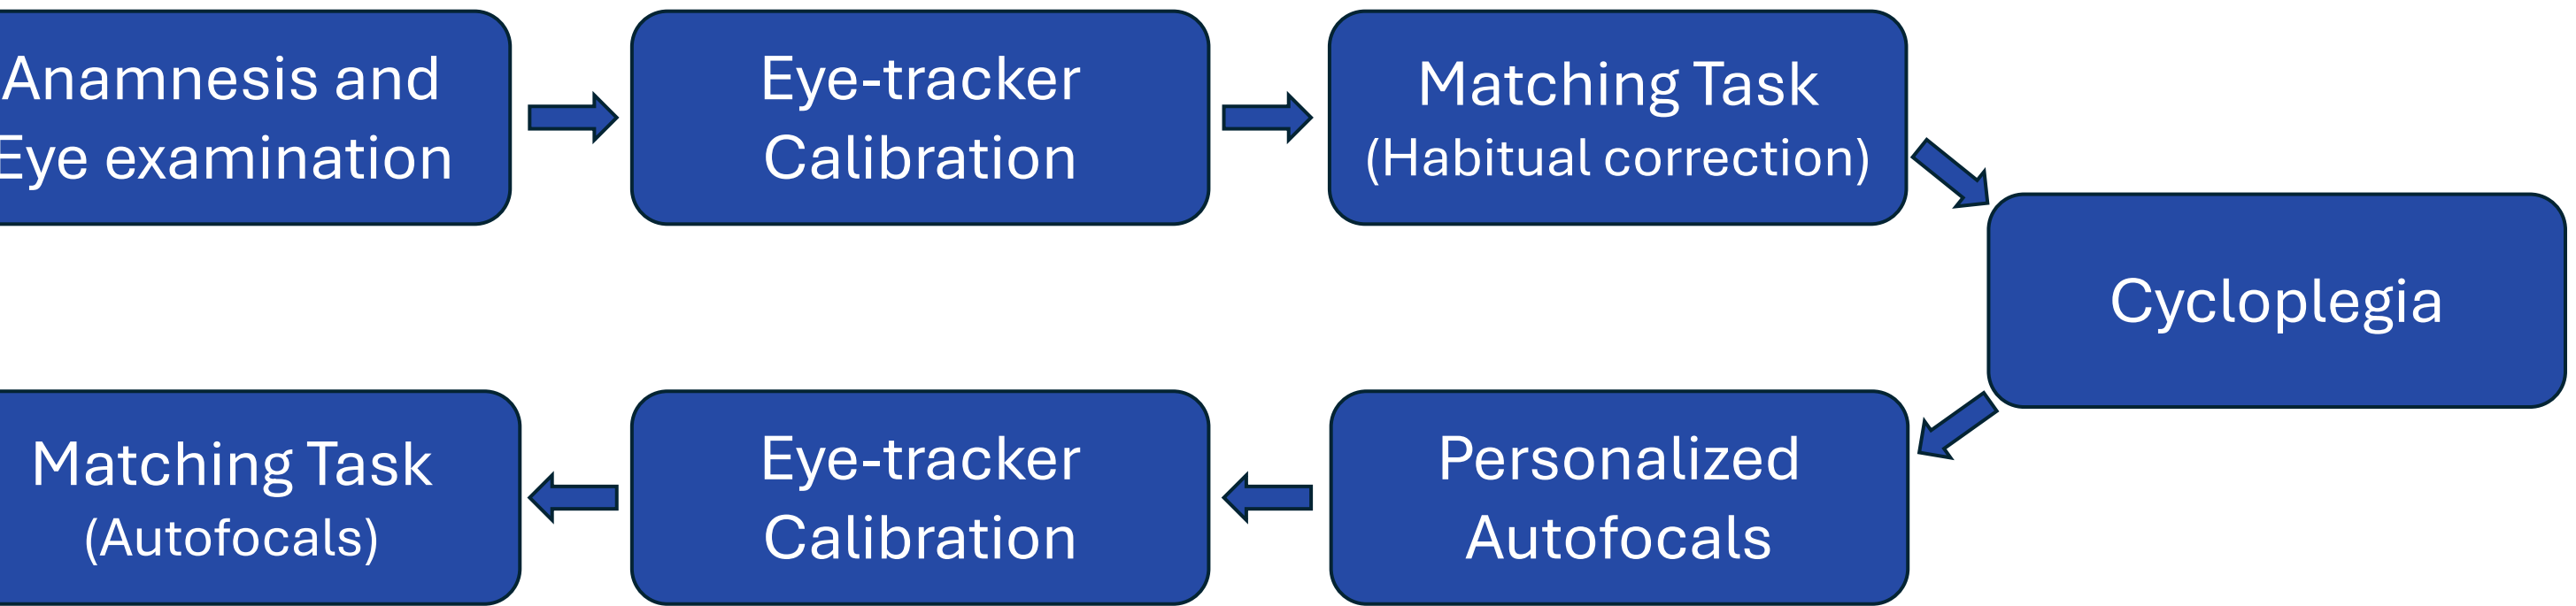 Anamnesis and
Eye examination
Eye-tracker
Calibration
Matching Task
(Habitual correction)
Cycloplegia
Personalized
Autofocals
Eye-tracker
Calibration
Matching Task
(Autofocals)